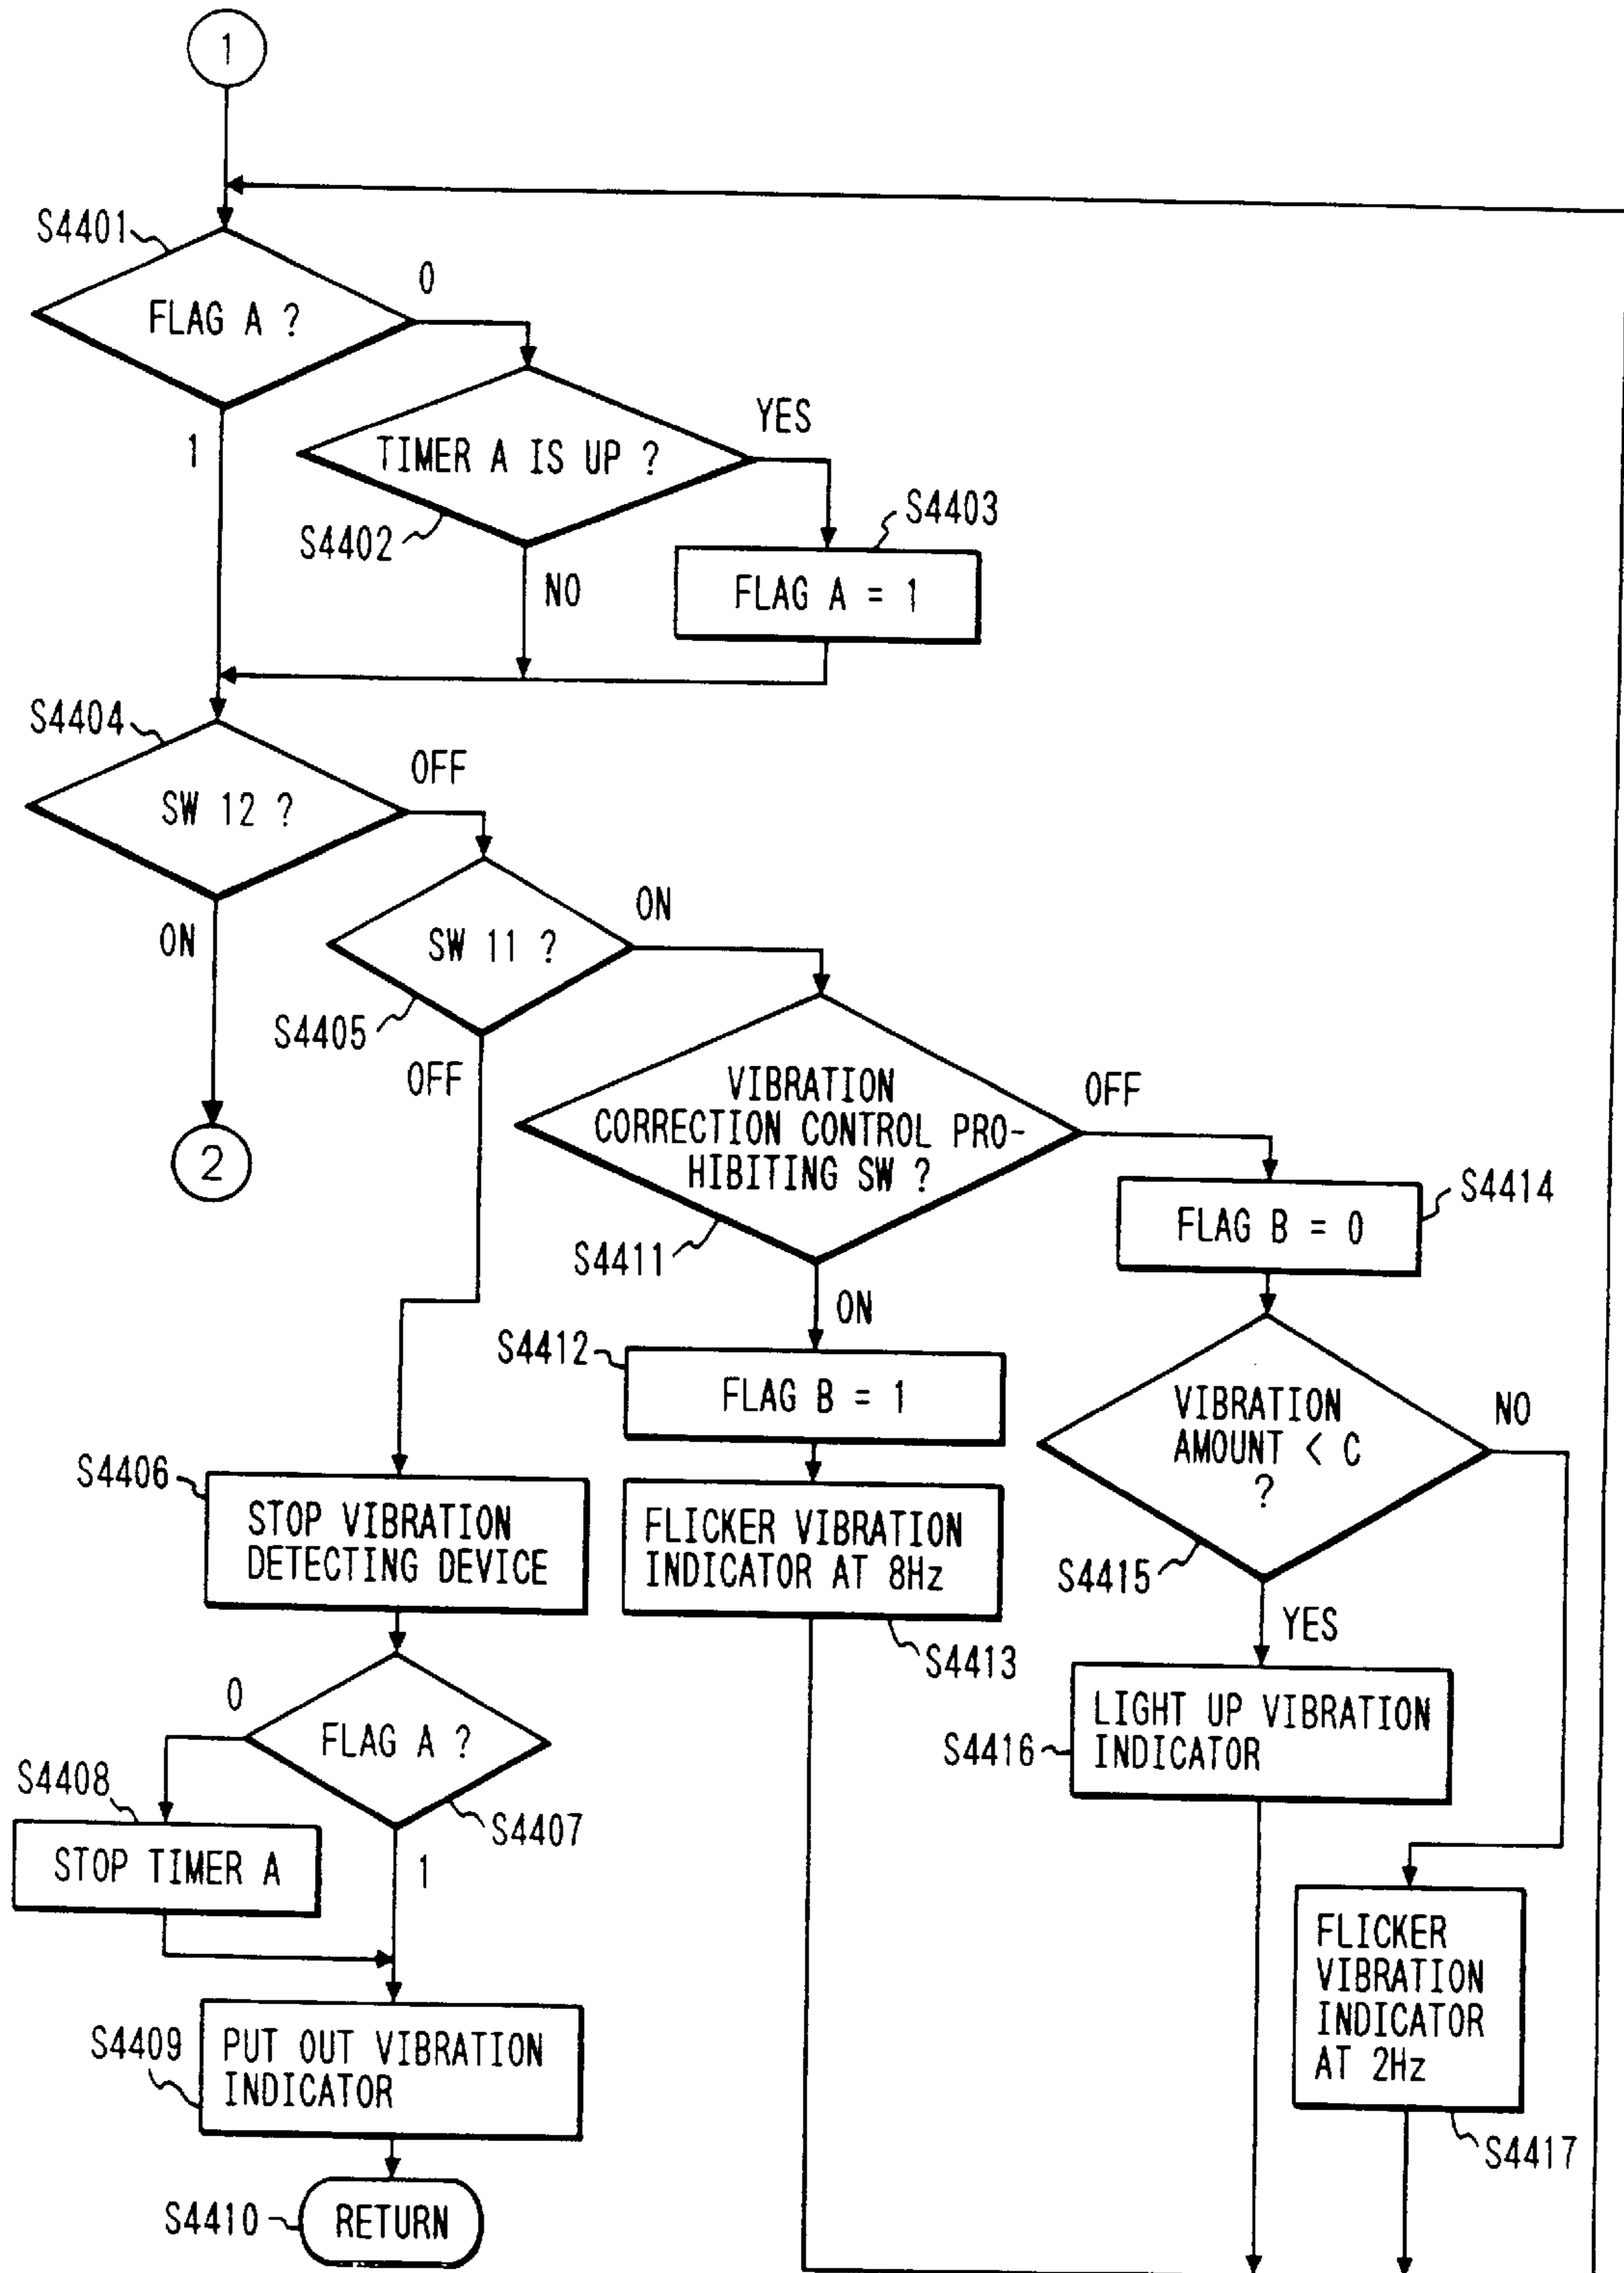 1
S4401
FLAG A ?
0
1
TIMER A IS UP ?
YES
S4402
NO
S4403
FLAG A = 1
S4404
SW 12 ?
OFF
ON
2
SW 11 ?
ON
S4405
OFF
VIBRATION
CORRECTION CONTROL PRO-
HIBITING SW ?
OFF
S4411
ON
S4414
FLAG B = 0
S4412
FLAG B = 1
VIBRATION
AMOUNT < C
?
NO
S4415
YES
S4406
STOP VIBRATION
DETECTING DEVICE
FLICKER VIBRATION
INDICATOR AT 8Hz
S4413
0
FLAG A ?
S4407
1
S4408
STOP TIMER A
S4416
LIGHT UP VIBRATION
INDICATOR
FLICKER
VIBRATION
INDICATOR
AT 2Hz
S4417
S4409
PUT OUT VIBRATION
INDICATOR
S4410
RETURN